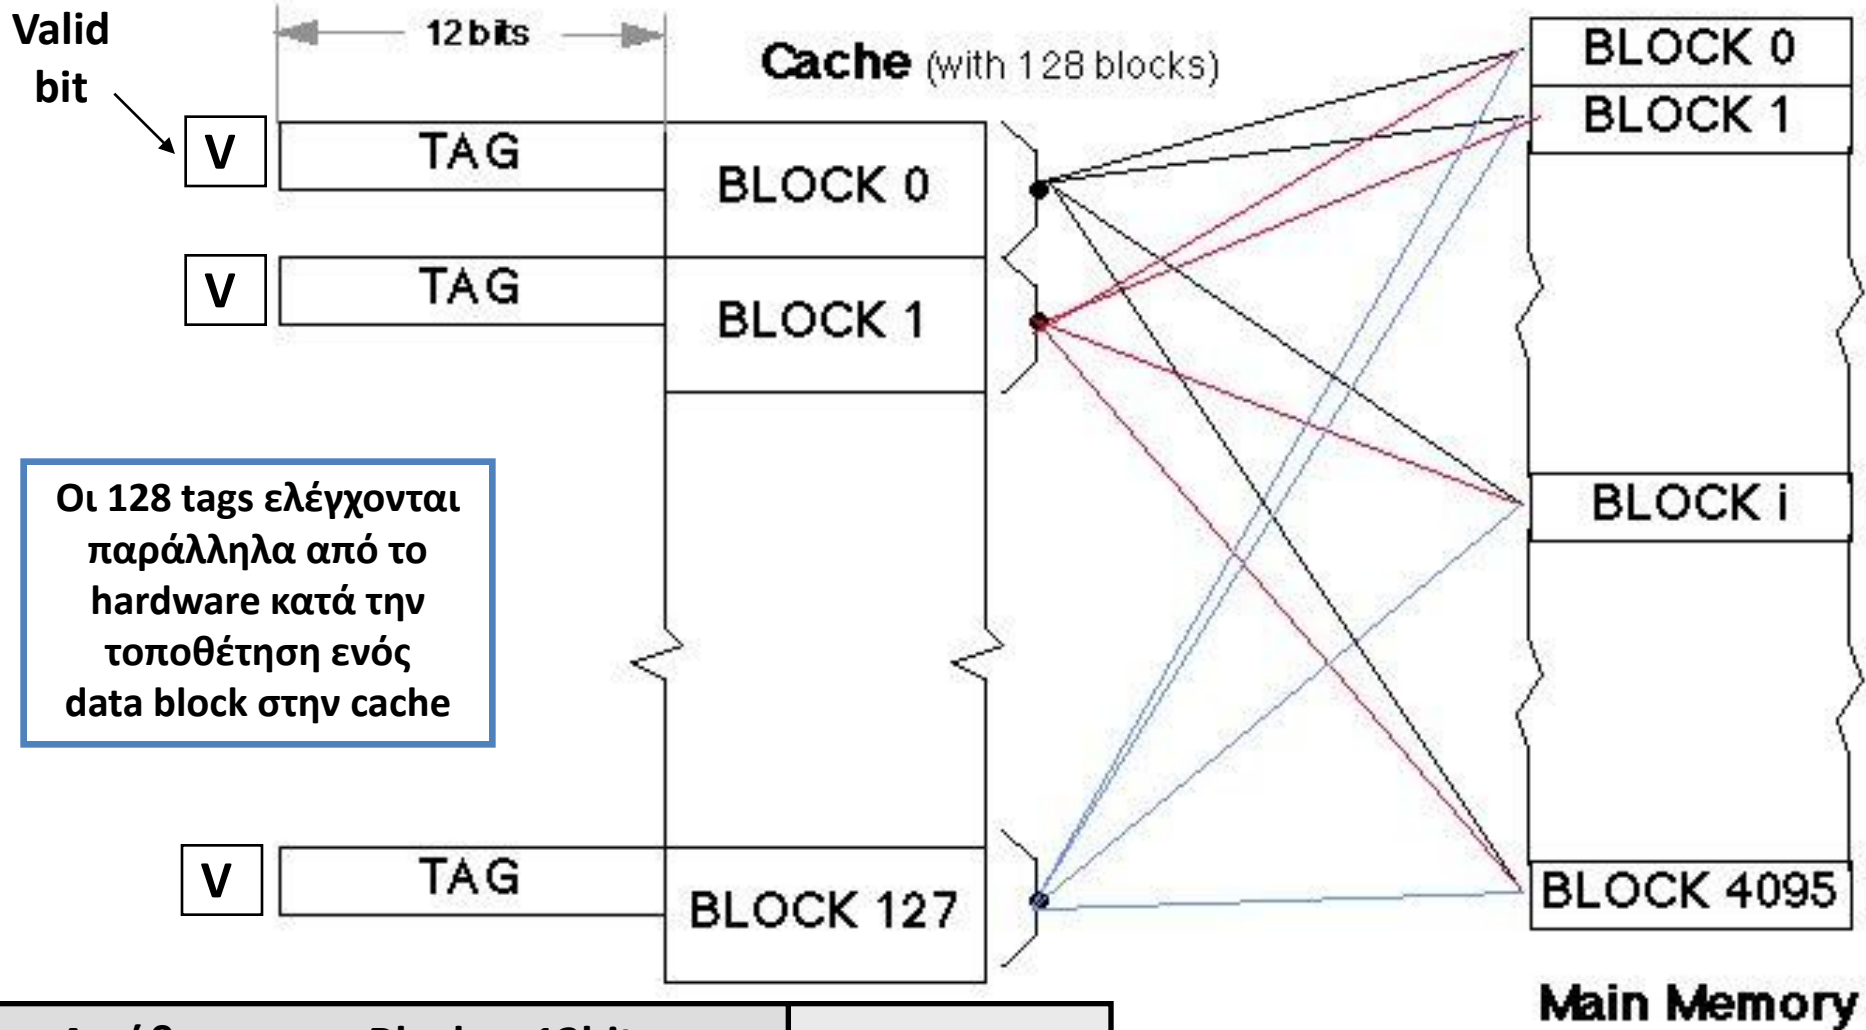 Valid
bit
12 bits
Cache (with 128 blocks)
BLOCK 0
BLOCK 1
V
TAG
BLOCK 0
V
TAG
BLOCK 1
Οι 128 tags ελέγχονται
παράλληλα από το
hardware κατά την
τοποθέτηση ενός
data block στην cache
BLOCK i
V
TAG
BLOCK 127
BLOCK 4095
Main Memory